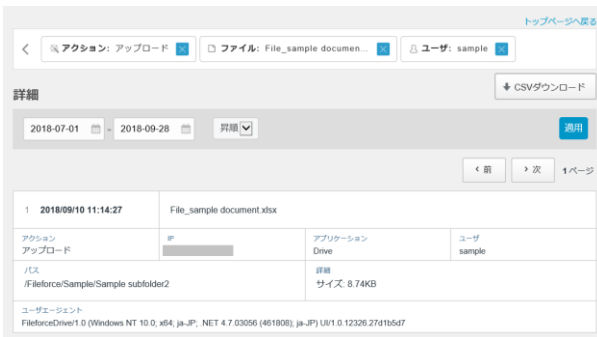 トップページへ戻る
アクション: アップロード
ファイル: File_sample documen...
ユーザ: sample
CSVダウンロード
詳細
2018-07-01 - 2018-09-28 昇順 適用
前 次 1ページ
1 2018/09/10 11:14:27 File_sample document.xlsx
アクション IP アプリケーション ユーザ
アップロード Drive sample
パス 詳細
/Fileforce/Sample/Sample subfolder2 サイズ: 8.74KB
ユーザエージェント
FileforceDrive/1.0 (Windows NT 10.0; x64; ja-JP; .NET 4.7.03056 (461808); ja-JP) UI/1.0.12326.27d1b5d7